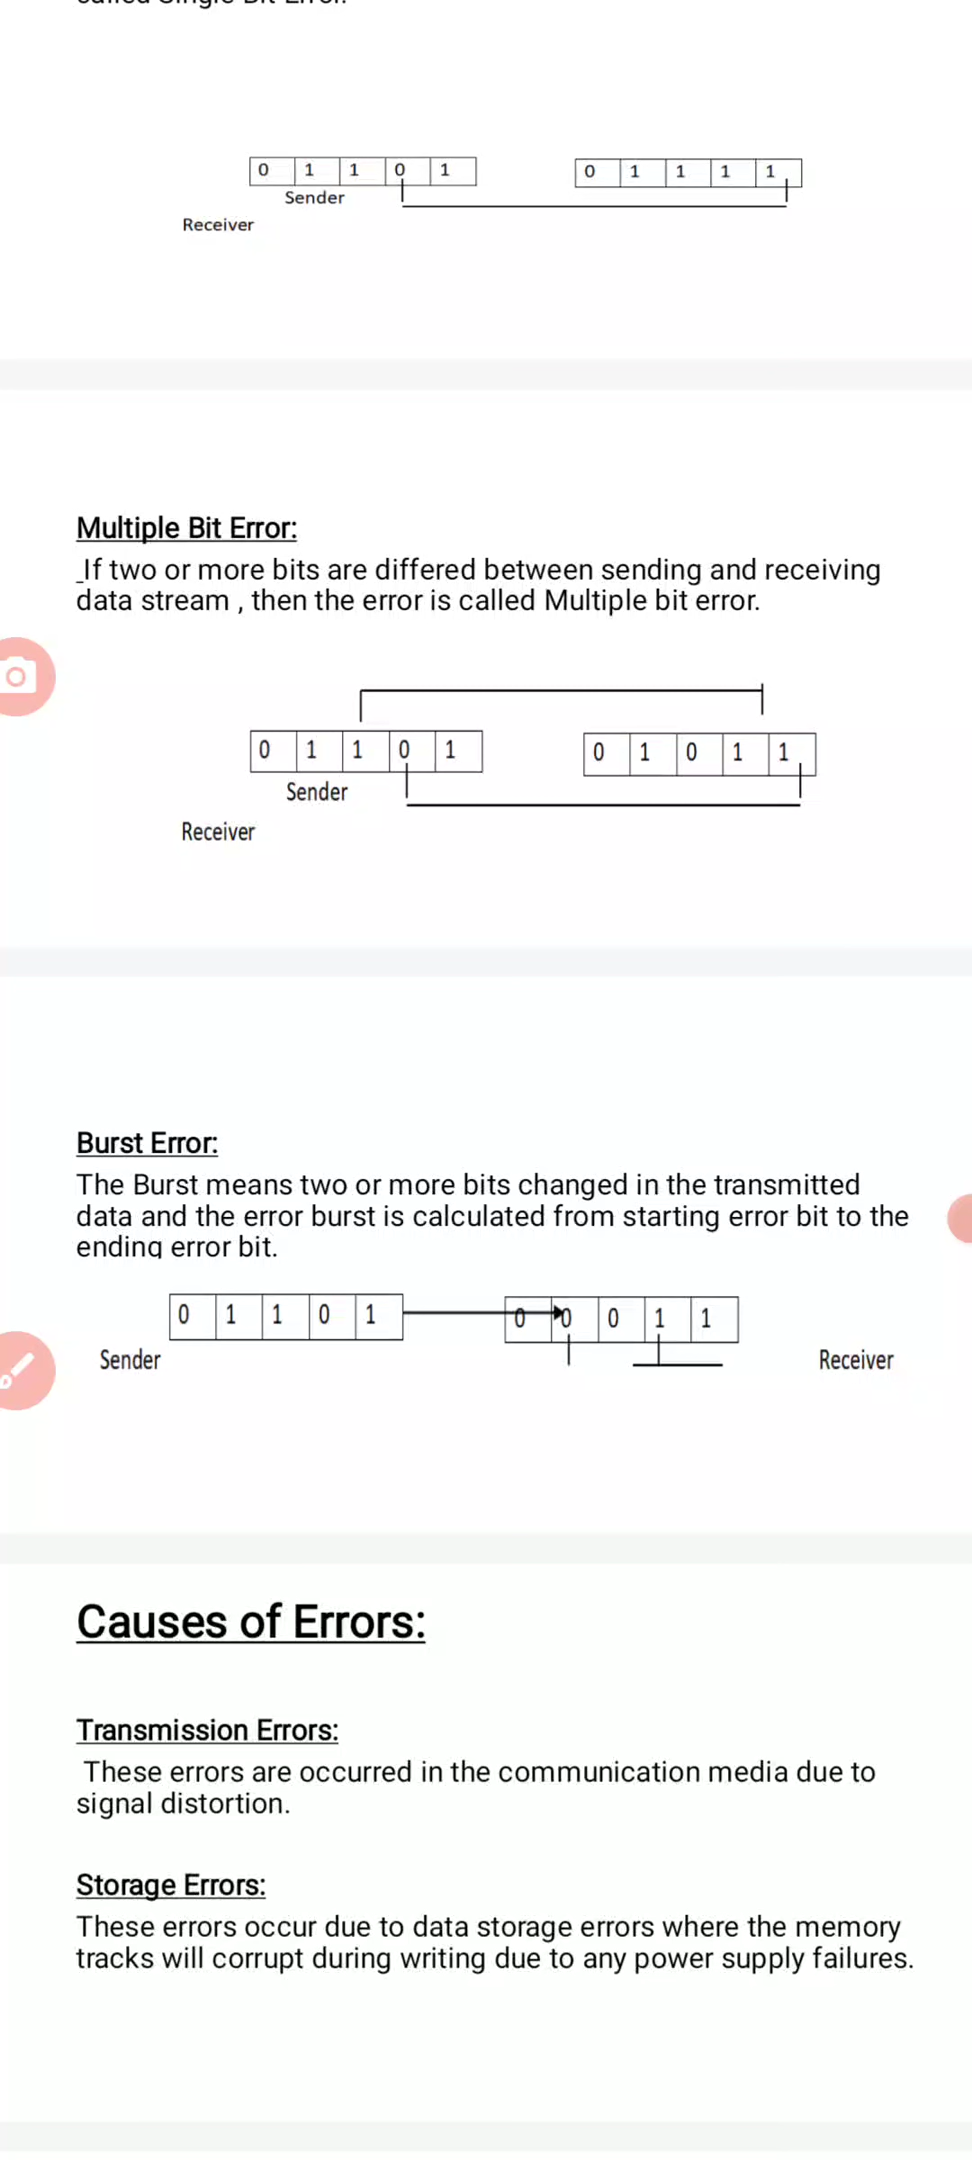 called Single Bit Error.
0 1 1 0 1 0 1 1 1 1
Sender
Receiver
Multiple Bit Error:
_If two or more bits are differed between sending and receiving
data stream , then the error is called Multiple bit error.
0 1 1 0 1 0 1 0 1 1
Sender
Receiver
Burst Error:
The Burst means two or more bits changed in the transmitted
data and the error burst is calculated from starting error bit to the
ending error bit.
0 1 1 0 1 0 0 0 1 1
Sender Receiver
Causes of Errors:
Transmission Errors:
These errors are occurred in the communication media due to
signal distortion.
Storage Errors:
These errors occur due to data storage errors where the memory
tracks will corrupt during writing due to any power supply failures.